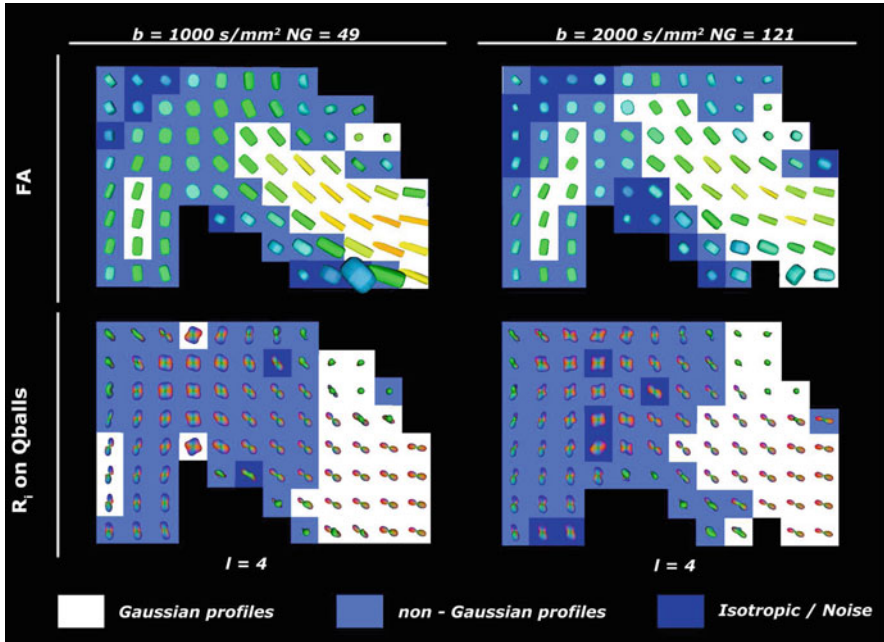 b = 1000 s/mm² NG = 49
b = 2000 s/mm² NG = 121
FA
Rᵢ on Qballs
l = 4
l = 4
Gaussian profiles
non - Gaussian profiles
Isotropic / Noise